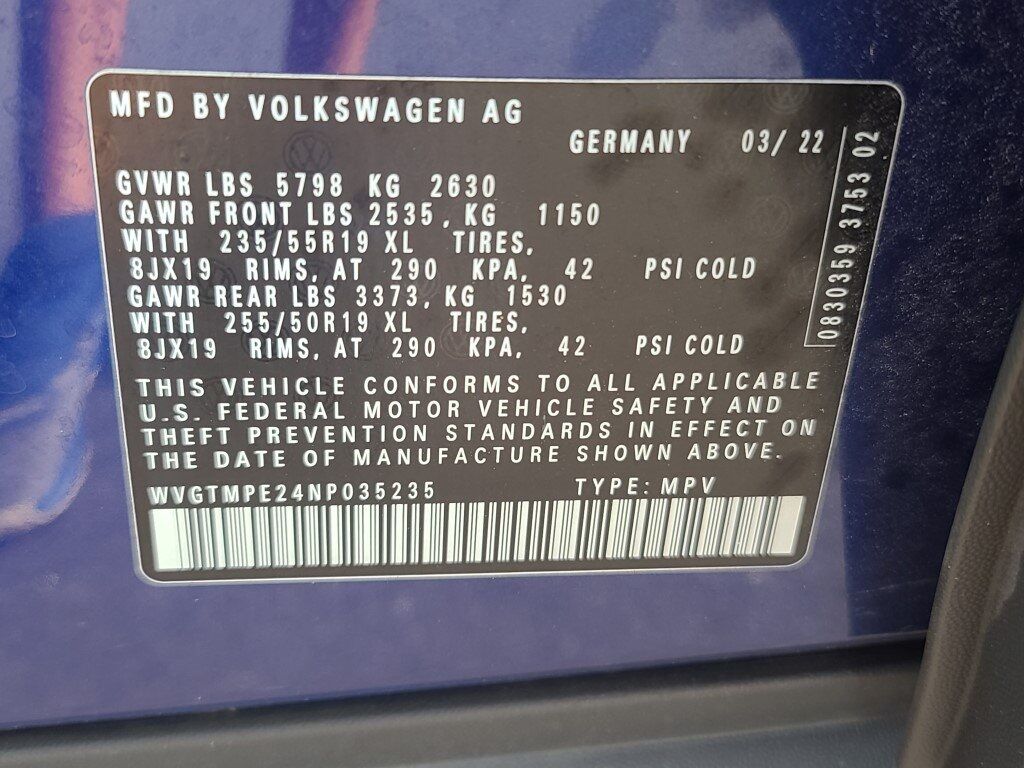 MFD BY VOLKSWAGEN AG
GERMANY 03/ 22
GVWR LBS 5798 KG 2630
GAWR FRONT LBS 2535, KG 1150
WITH 235/55R19 XL TIRES,
8JX19 RIMS, AT 290 KPA, 42 PSI COLD
GAWR REAR LBS 3373, KG 1530
WITH 255/50R19 XL TIRES,
8JX19 RIMS, AT 290 KPA, 42 PSI COLD
THIS VEHICLE CONFORMS TO ALL APPLICABLE
U.S. FEDERAL MOTOR VEHICLE SAFETY AND
THEFT PREVENTION STANDARDS IN EFFECT ON
THE DATE OF MANUFACTURE SHOWN ABOVE.
WVGTMPE24NP035235 TYPE: MPV
0830359 3753 02